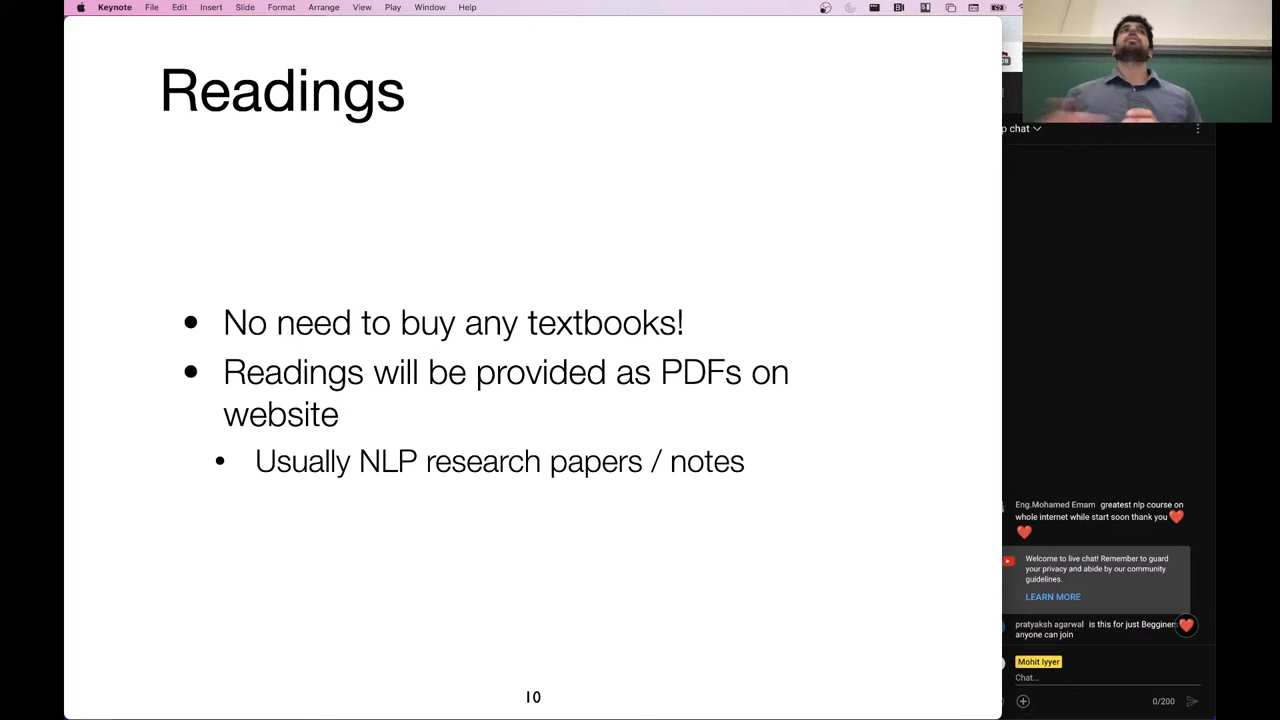 Keynote File Edit Insert Slide Format Arrange View Play Window Help
Readings
• No need to buy any textbooks!
• Readings will be provided as PDFs on
website
• Usually NLP research papers / notes
10
p chat
Eng.Mohamed Emam greatest nlp course on
whole internet while start soon thank you
Welcome to live chat! Remember to guard
your privacy and abide by our community
guidelines.
LEARN MORE
pratyaksh agarwal is this for just Begginer
anyone can join
Mohit Iyyer
Chat...
0/200